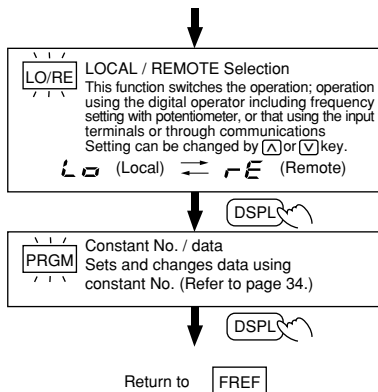 LO/RE
LOCAL / REMOTE Selection
This function switches the operation; operation
using the digital operator including frequency
setting with potentiometer, or that using the input
terminals or through communications
Setting can be changed by ∧ or ∨ key.
Lo (Local) rE (Remote)
DSPL
PRGM
Constant No. / data
Sets and changes data using
constant No. (Refer to page 34.)
DSPL
Return to FREF